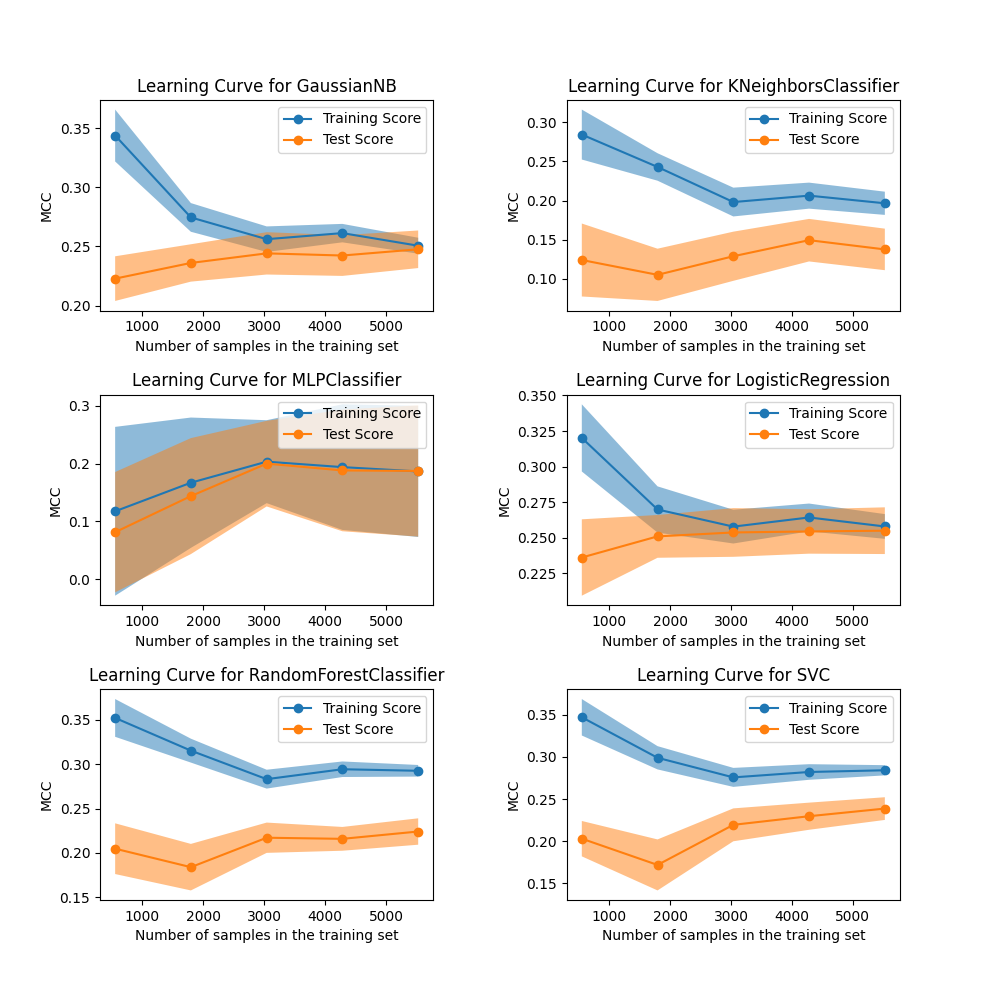 Learning Curve for GaussianNB
Training Score
Test Score
0.35
0.30
0.25
0.20
MCC
1000 2000 3000 4000 5000
Number of samples in the training set
Learning Curve for KNeighborsClassifier
Training Score
Test Score
0.30
0.25
0.20
0.15
0.10
MCC
1000 2000 3000 4000 5000
Number of samples in the training set
Learning Curve for MLPClassifier
Training Score
Test Score
0.3
0.2
0.1
0.0
MCC
1000 2000 3000 4000 5000
Number of samples in the training set
Learning Curve for LogisticRegression
Training Score
Test Score
0.350
0.325
0.300
0.275
0.250
0.225
MCC
1000 2000 3000 4000 5000
Number of samples in the training set
Learning Curve for RandomForestClassifier
Training Score
Test Score
0.35
0.30
0.25
0.20
0.15
MCC
1000 2000 3000 4000 5000
Number of samples in the training set
Learning Curve for SVC
Training Score
Test Score
0.35
0.30
0.25
0.20
0.15
MCC
1000 2000 3000 4000 5000
Number of samples in the training set